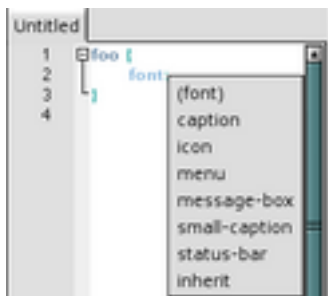 Untitled
1 foo {
2 font:
3 }
4
(font)
caption
icon
menu
message-box
small-caption
status-bar
inherit